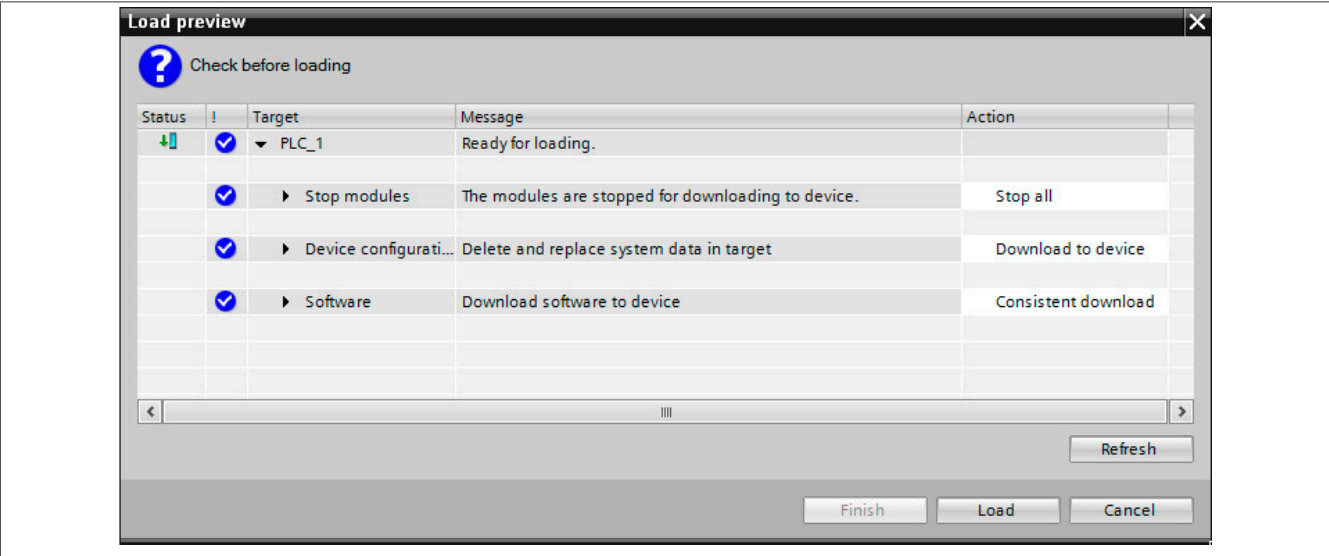 Load preview
Check before loading
Status ! Target Message Action
PLC_1 Ready for loading.
Stop modules The modules are stopped for downloading to device. Stop all
Device configurati... Delete and replace system data in target Download to device
Software Download software to device Consistent download
Refresh
Finish Load Cancel